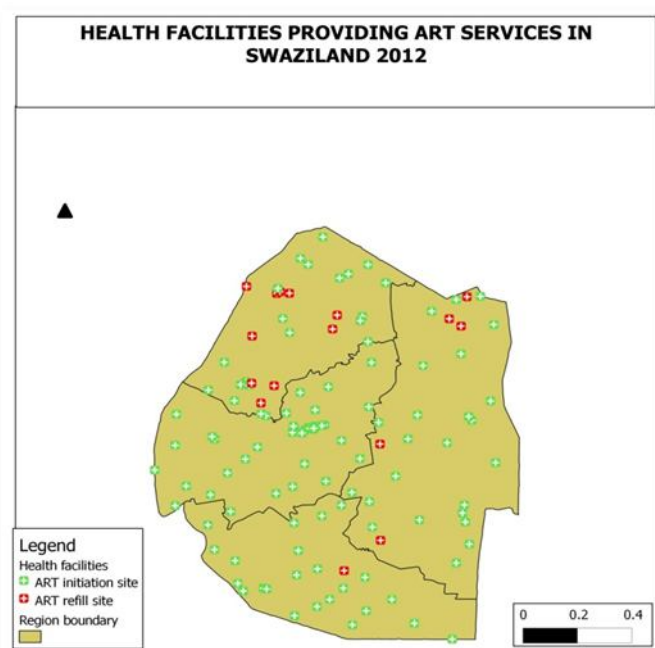 HEALTH FACILITIES PROVIDING ART SERVICES IN
SWAZILAND 2012
Legend
Health facilities
ART initiation site
ART refill site
Region boundary
0 0.2 0.4